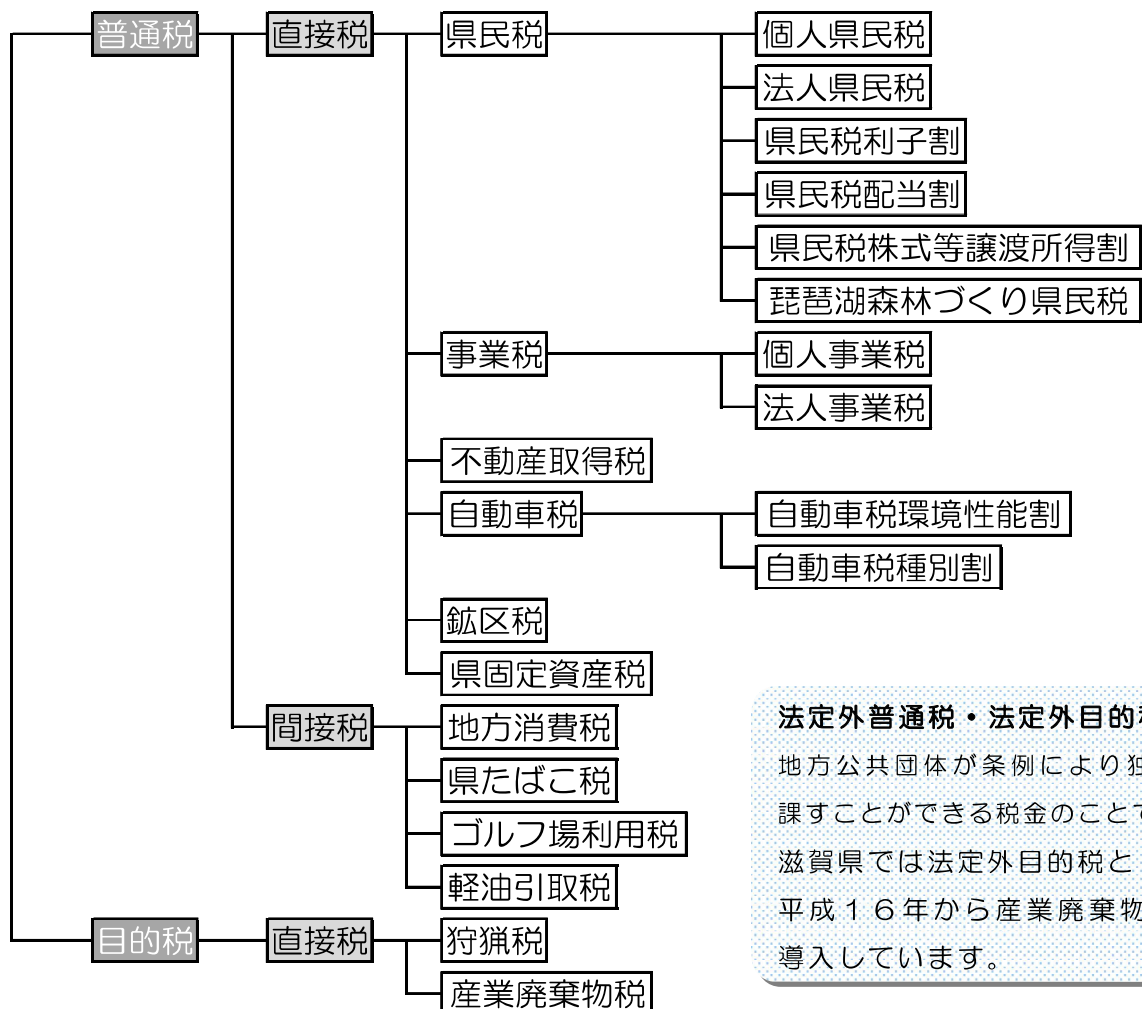 普通税 直接税 県民税 個人県民税
法人県民税
県民税利子割
県民税配当割
県民税株式等譲渡所得割
琵琶湖森林づくり県民税
事業税 個人事業税
法人事業税
不動産取得税
自動車税 自動車税環境性能割
自動車税種別割
鉱区税
県固定資産税
間接税 地方消費税
県たばこ税
ゴルフ場利用税
軽油引取税
目的税 直接税 狩猟税
産業廃棄物税
法定外普通税・法定外目的
地方公共団体が条例により独
課すことができる税金のことで
滋賀県では法定外目的税と
平成16年から産業廃棄物
導入しています。